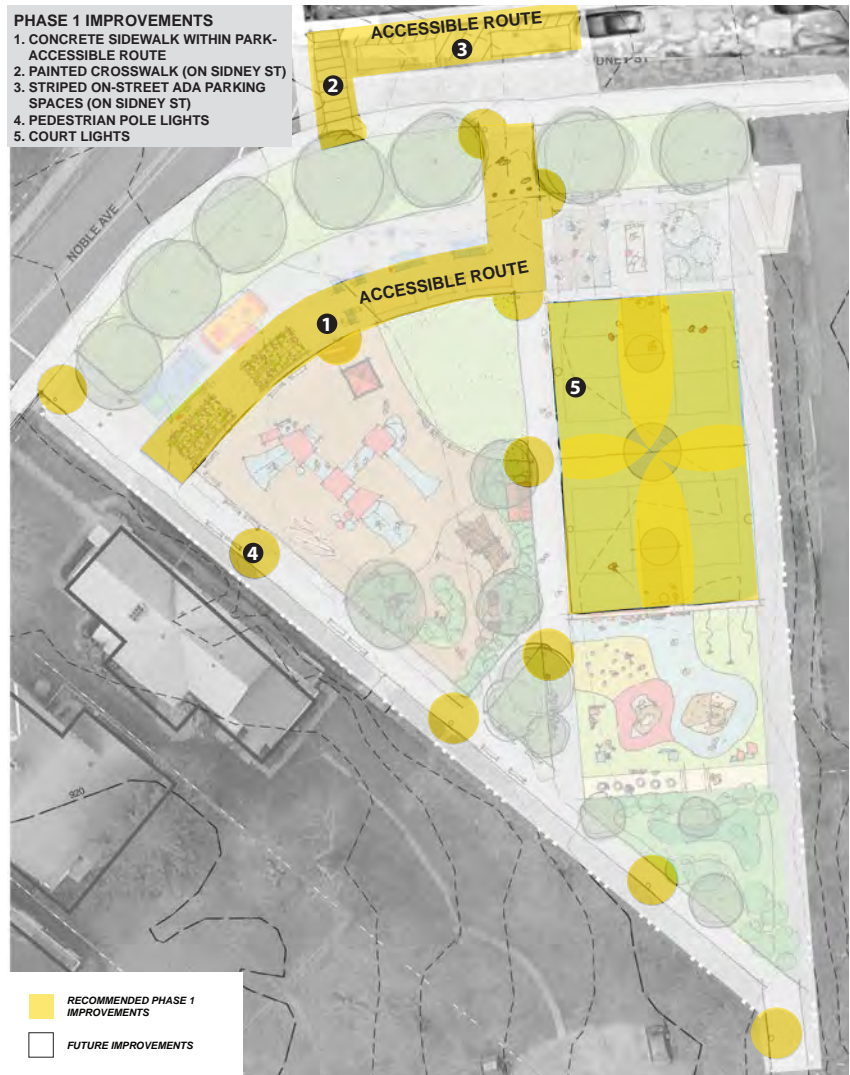 PHASE 1 IMPROVEMENTS
1. CONCRETE SIDEWALK WITHIN PARK-
ACCESSIBLE ROUTE
2. PAINTED CROSSWALK (ON SIDNEY ST)
3. STRIPED ON-STREET ADA PARKING
SPACES (ON SIDNEY ST)
4. PEDESTRIAN POLE LIGHTS
5. COURT LIGHTS
ACCESSIBLE ROUTE
3
2
NOBLE AVE
ACCESSIBLE ROUTE
1
5
4
920
RECOMMENDED PHASE 1
IMPROVEMENTS
FUTURE IMPROVEMENTS